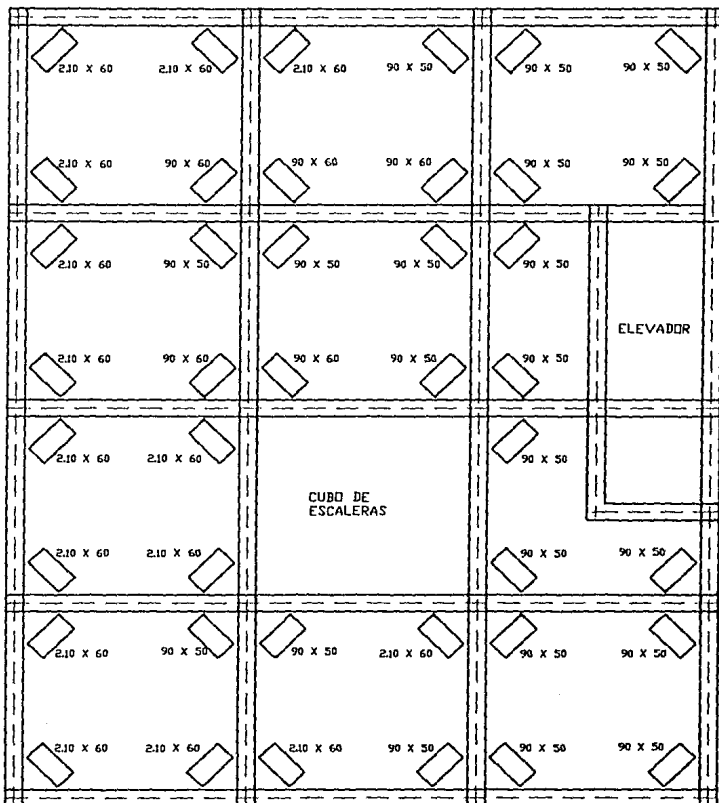 2.10 X 60 2.10 X 60 2.10 X 60 90 X 50 90 X 50 90 X 50
2.10 X 60 90 X 60 90 X 60 90 X 60 90 X 50 90 X 50
2.10 X 60 90 X 50 90 X 50 90 X 50 90 X 50
ELEVADOR
2.10 X 60 90 X 60 90 X 60 90 X 50 90 X 50
2.10 X 60 2.10 X 60 90 X 50
CUBO DE
ESCALERAS
2.10 X 60 2.10 X 60 90 X 50 90 X 50
2.10 X 60 90 X 50 90 X 50 2.10 X 60 90 X 50 90 X 50
2.10 X 60 2.10 X 60 2.10 X 60 90 X 50 90 X 50 90 X 50